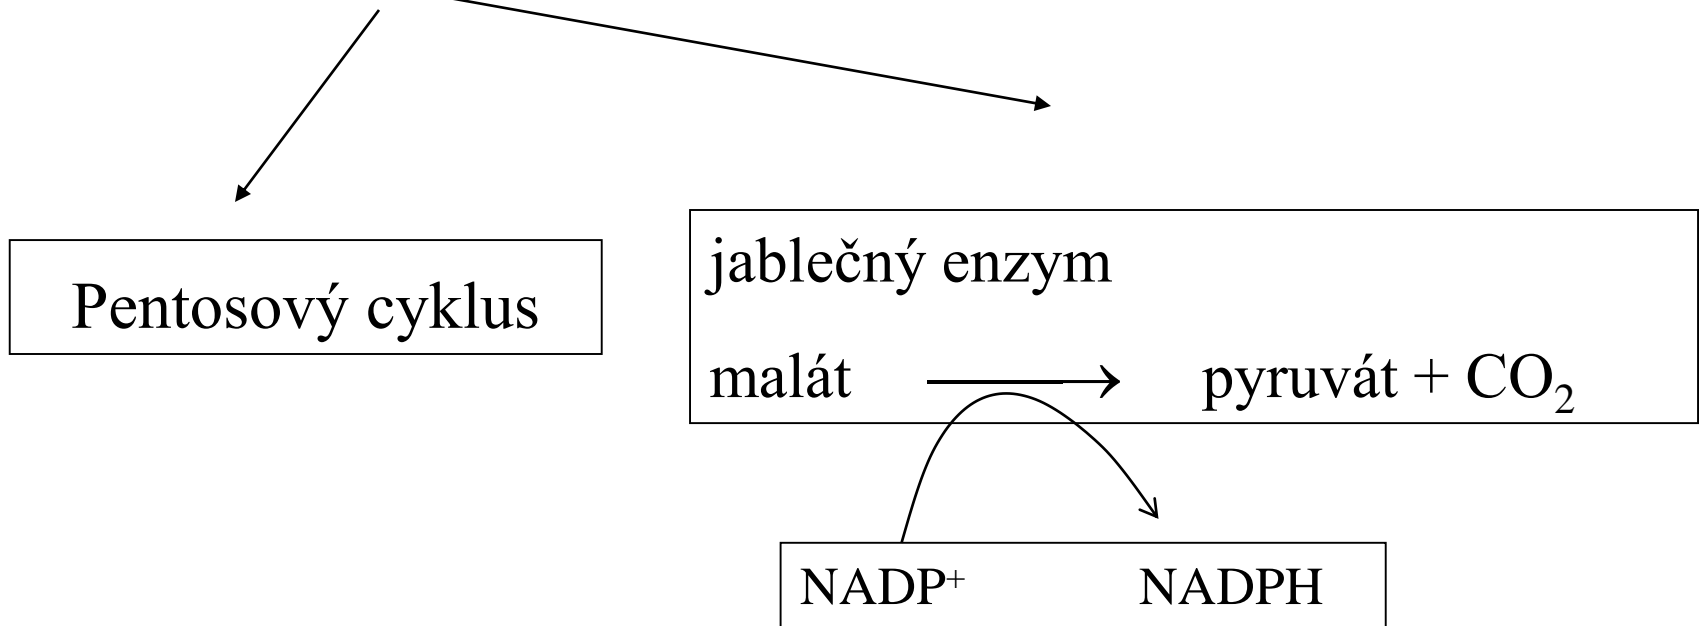 Pentosový cyklus
jablečný enzym
malát → pyruvát + CO₂
NADP⁺ NADPH